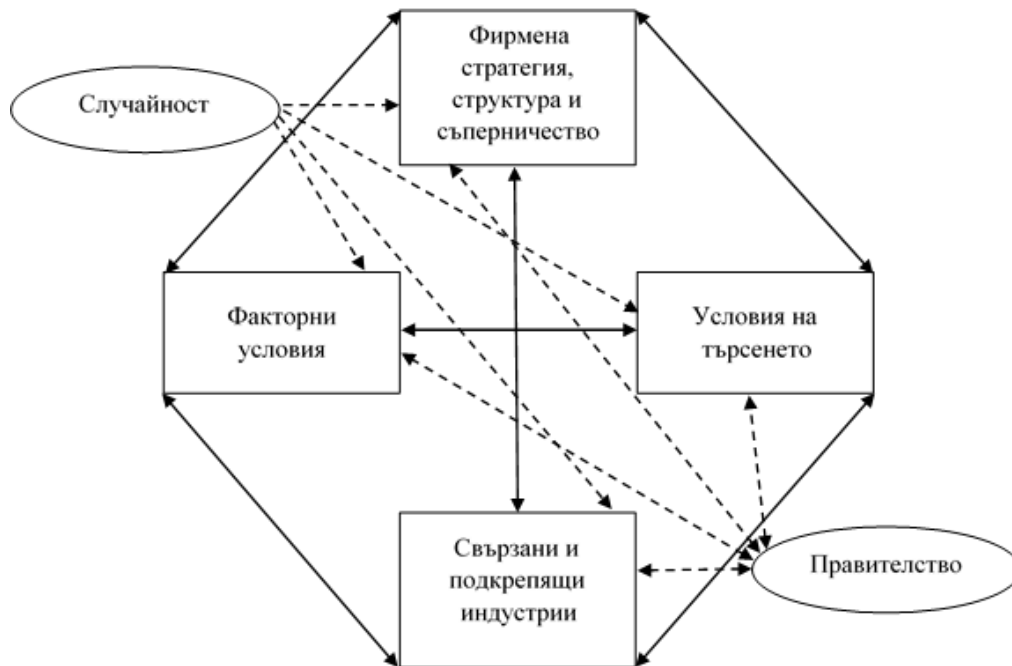 Фирмена
стратегия,
структура и
съперничество
Случайност
Факторни
условия
Условия на
търсенето
Свързани и
подкрепящи
индустрии
Правителство